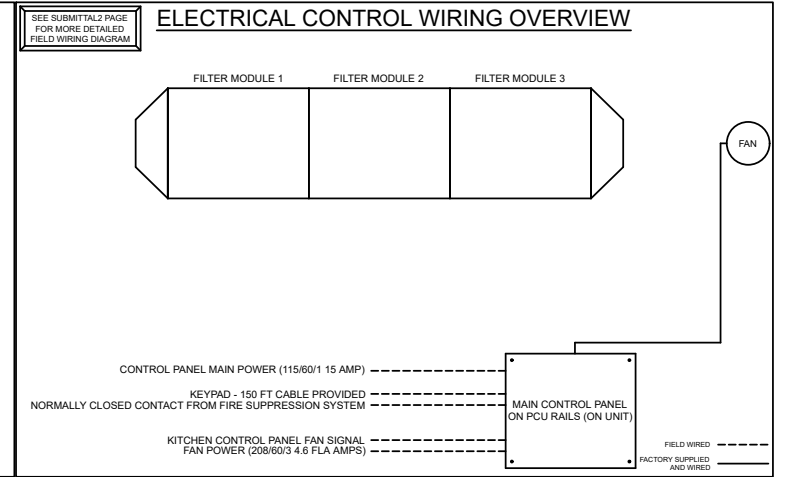 SEE SUBMITTAL2 PAGE
FOR MORE DETAILED
FIELD WIRING DIAGRAM
ELECTRICAL CONTROL WIRING OVERVIEW
FILTER MODULE 1
FILTER MODULE 2
FILTER MODULE 3
FAN
CONTROL PANEL MAIN POWER (115/60/1 15 AMP)
KEYPAD - 150 FT CABLE PROVIDED
NORMALLY CLOSED CONTACT FROM FIRE SUPPRESSION SYSTEM
KITCHEN CONTROL PANEL FAN SIGNAL
FAN POWER (208/60/3 4.6 FLA AMPS)
MAIN CONTROL PANEL
ON PCU RAILS (ON UNIT)
FIELD WIRED
FACTORY SUPPLIED
AND WIRED